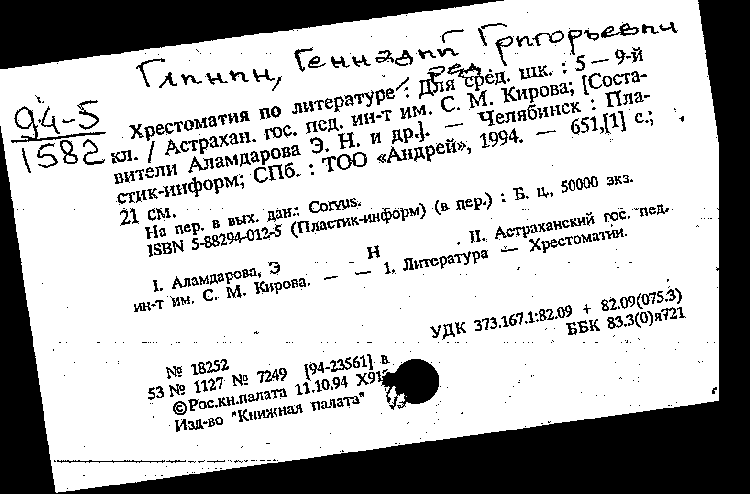 Глинин, Геннадий Григорьевич
ред.
94-5
1582
Хрестоматия по литературе : Для сред. шк. : 5 — 9-й
кл. / Астрахан. гос. пед. ин-т им. С. М. Кирова; [Соста-
вители Аламдарова Э. Н. и др.]. — Челябинск : Пла-
стик-информ; СПб. : ТОО «Андрей», 1994. — 651,[1] с.;
21 см.
На пер. в вых. дан.: Corvus.
ISBN 5-88294-012-5 (Пластик-информ) (в пер.) : Б. ц., 50000 экз.
I. Аламдарова, Э Н . II. Астраханский гос. пед.
ин-т им. С. М. Кирова. — — 1. Литература — Хрестоматии.
УДК 373.167.1:82.09 + 82.09(075.3)
ББК 83.3(0)я721
№ 18252
53 № 1127 № 7249 [94-23561] в
©Рос.кн.палата 11.10.94
Изд-во "Книжная палата"